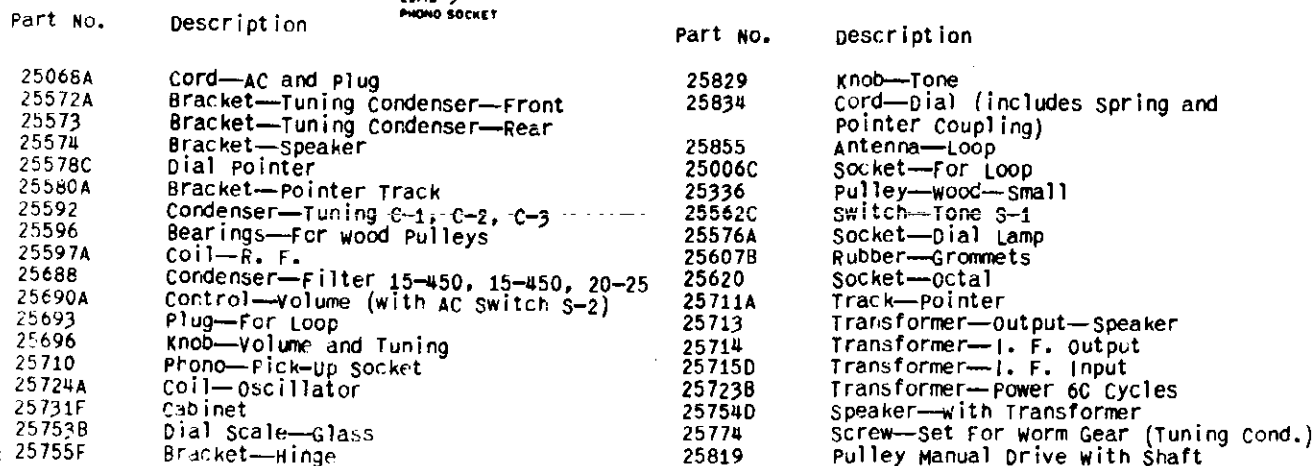 PHONO SOCKET
Part No. Description
25068A Cord—AC and Plug
25572A Bracket—Tuning Condenser—Front
25573 Bracket—Tuning Condenser—Rear
25574 Bracket—Speaker
25578C Dial Pointer
25580A Bracket—Pointer Track
25592 Condenser—Tuning C-1, C-2, C-3
25596 Bearings—For Wood Pulleys
25597A Coil—R. F.
25688 Condenser—Filter 15-450, 15-450, 20-25
25690A Control—Volume (with AC Switch S-2)
25693 Plug—For Loop
25696 Knob—Volume and Tuning
25710 Phono—Pick-Up Socket
25724A Coil—Oscillator
25731F Cabinet
25753B Dial Scale—Glass
25755F Bracket—Hinge
Part No. Description
25829 Knob—Tone
25834 Cord—Dial (includes Spring and
Pointer Coupling)
25855 Antenna—Loop
25006C Socket—For Loop
25336 Pulley—Wood—Small
25562C Switch—Tone S-1
25576A Socket—Dial Lamp
25607B Rubber—Grommets
25620 Socket—Octal
25711A Track—Pointer
25713 Transformer—Output—Speaker
25714 Transformer—I. F. Output
25715D Transformer—I. F. Input
25723B Transformer—Power 60 Cycles
25754D Speaker—With Transformer
25774 Screw—Set For Worm Gear (Tuning Cond.)
25819 Pulley Manual Drive with Shaft